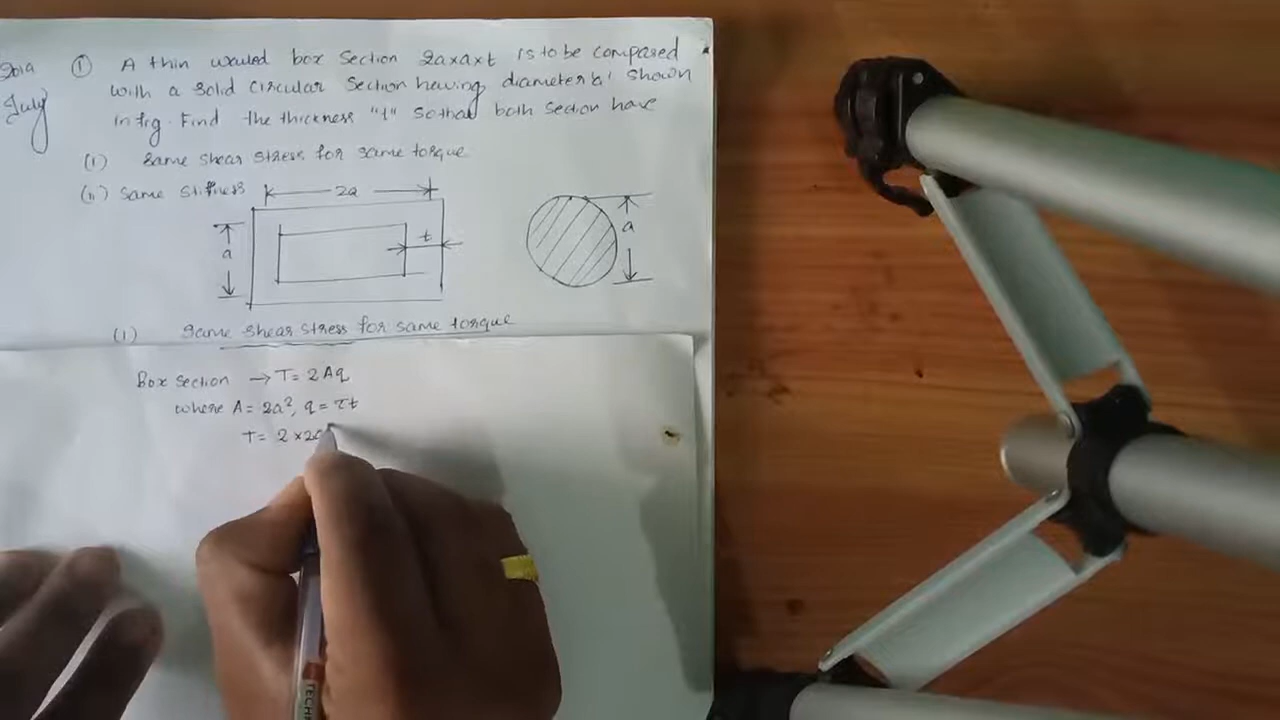 2019
July
① A thin walled box section 2axaxt is to be compared
with a solid circular section having diameter 'a' shown
in fig. Find the thickness "t" so that both section have
(i) Same shear stress for same torque
(ii) Same stiffness
2a
a
t
a
(i) Same shear stress for same torque
Box section → T = 2Aq
where A = 2a², q = τt
T = 2 × 2a
TECHN